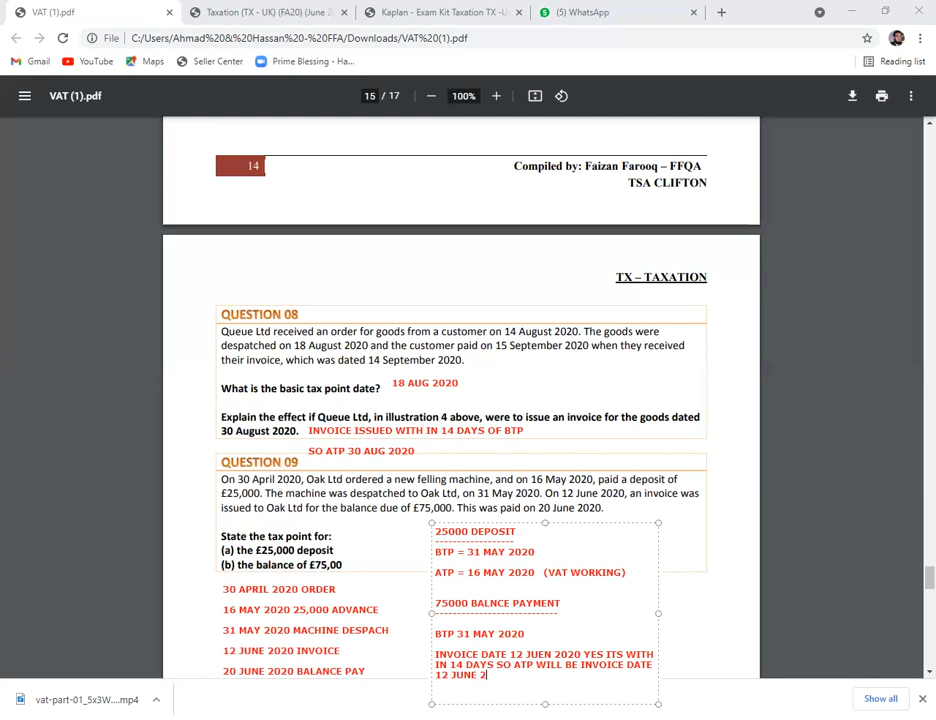 VAT (1).pdf
Taxation (TX - UK) (FA20) (June 2
Kaplan - Exam Kit Taxation TX -U
(5) WhatsApp
File
C:/Users/Ahmad%20&%20Hassan%20-%20FFA/Downloads/VAT%20(1).pdf
Gmail
YouTube
Maps
Seller Center
Prime Blessing - Ha...
Reading list
VAT (1).pdf
15 / 17
100%
14
Compiled by: Faizan Farooq – FFQA
TSA CLIFTON
TX – TAXATION
QUESTION 08
Queue Ltd received an order for goods from a customer on 14 August 2020. The goods were
despatched on 18 August 2020 and the customer paid on 15 September 2020 when they received
their invoice, which was dated 14 September 2020.
What is the basic tax point date? 18 AUG 2020
Explain the effect if Queue Ltd, in illustration 4 above, were to issue an invoice for the goods dated
30 August 2020. INVOICE ISSUED WITH IN 14 DAYS OF BTP
SO ATP 30 AUG 2020
QUESTION 09
On 30 April 2020, Oak Ltd ordered a new felling machine, and on 16 May 2020, paid a deposit of
£25,000. The machine was despatched to Oak Ltd, on 31 May 2020. On 12 June 2020, an invoice was
issued to Oak Ltd for the balance due of £75,000. This was paid on 20 June 2020.
State the tax point for:
(a) the £25,000 deposit
(b) the balance of £75,00
30 APRIL 2020 ORDER
16 MAY 2020 25,000 ADVANCE
31 MAY 2020 MACHINE DESPACH
12 JUNE 2020 INVOICE
20 JUNE 2020 BALANCE PAY
25000 DEPOSIT
BTP = 31 MAY 2020
ATP = 16 MAY 2020 (VAT WORKING)
75000 BALNCE PAYMENT
BTP 31 MAY 2020
INVOICE DATE 12 JUEN 2020 YES ITS WITH
IN 14 DAYS SO ATP WILL BE INVOICE DATE
12 JUNE 2
vat-part-01_5x3W....mp4
Show all